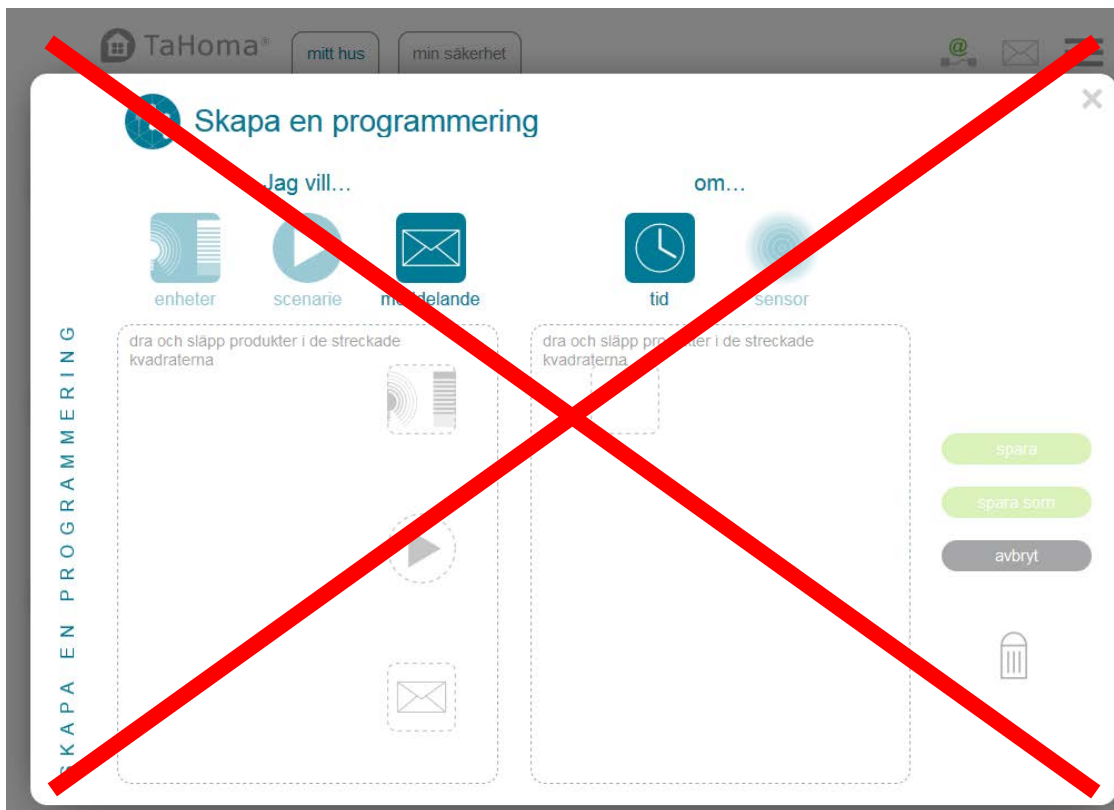 TaHoma®
mitt hus
min säkerhet
@
Skapa en programmering
Jag vill...
om...
enheter
scenarie
meddelande
tid
sensor
dra och släpp produkter i de streckade
kvadraterna
dra och släpp produkter i de streckade
kvadraterna
spara
spara som
avbryt
SKAPA EN PROGRAMMERING